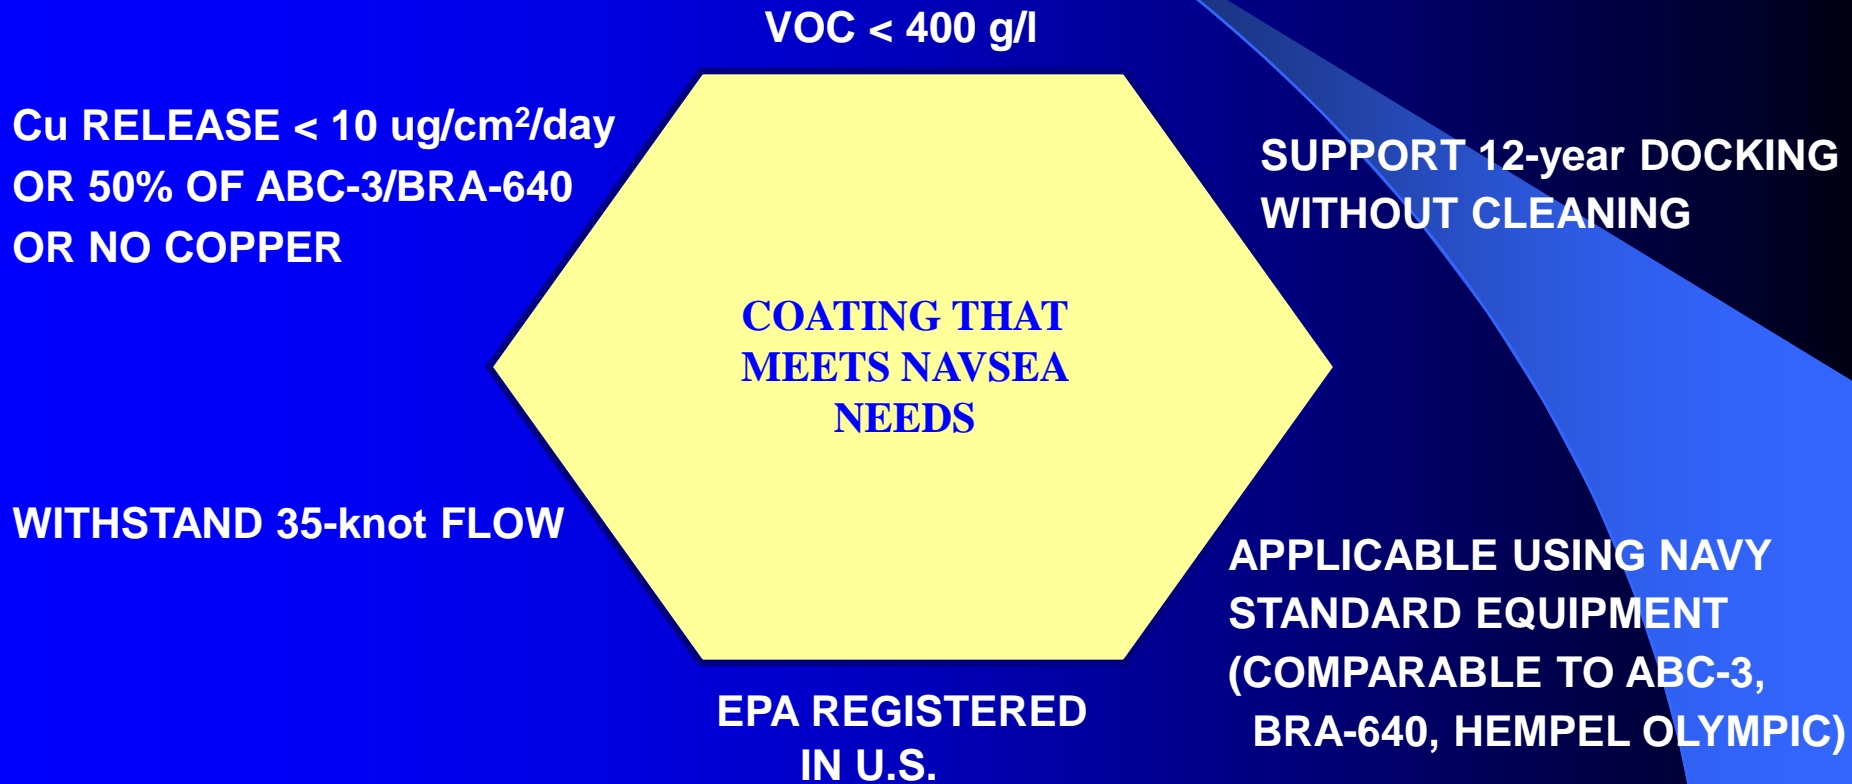 VOC < 400 g/l
Cu RELEASE < 10 ug/cm²/day
OR 50% OF ABC-3/BRA-640
OR NO COPPER
SUPPORT 12-year DOCKING
WITHOUT CLEANING
COATING THAT
MEETS NAVSEA
NEEDS
WITHSTAND 35-knot FLOW
APPLICABLE USING NAVY
STANDARD EQUIPMENT
(COMPARABLE TO ABC-3,
BRA-640, HEMPEL OLYMPIC)
EPA REGISTERED
IN U.S.